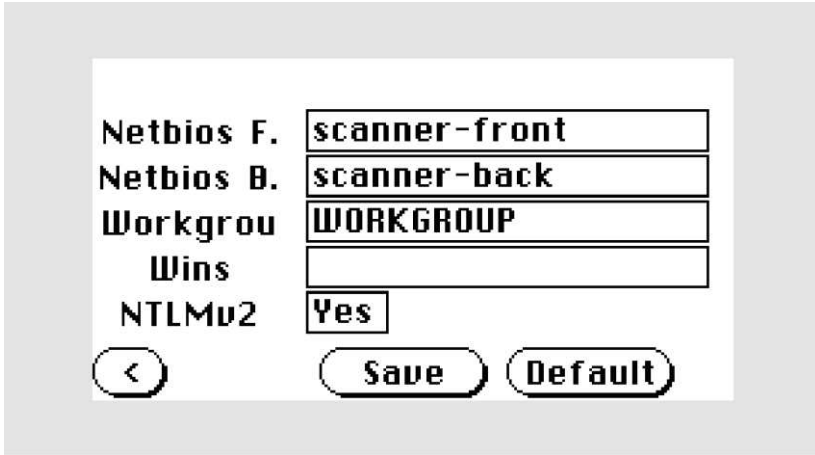 Netbios F. scanner-front
Netbios B. scanner-back
Workgrou WORKGROUP
Wins
NTLMv2 Yes
< Save Default